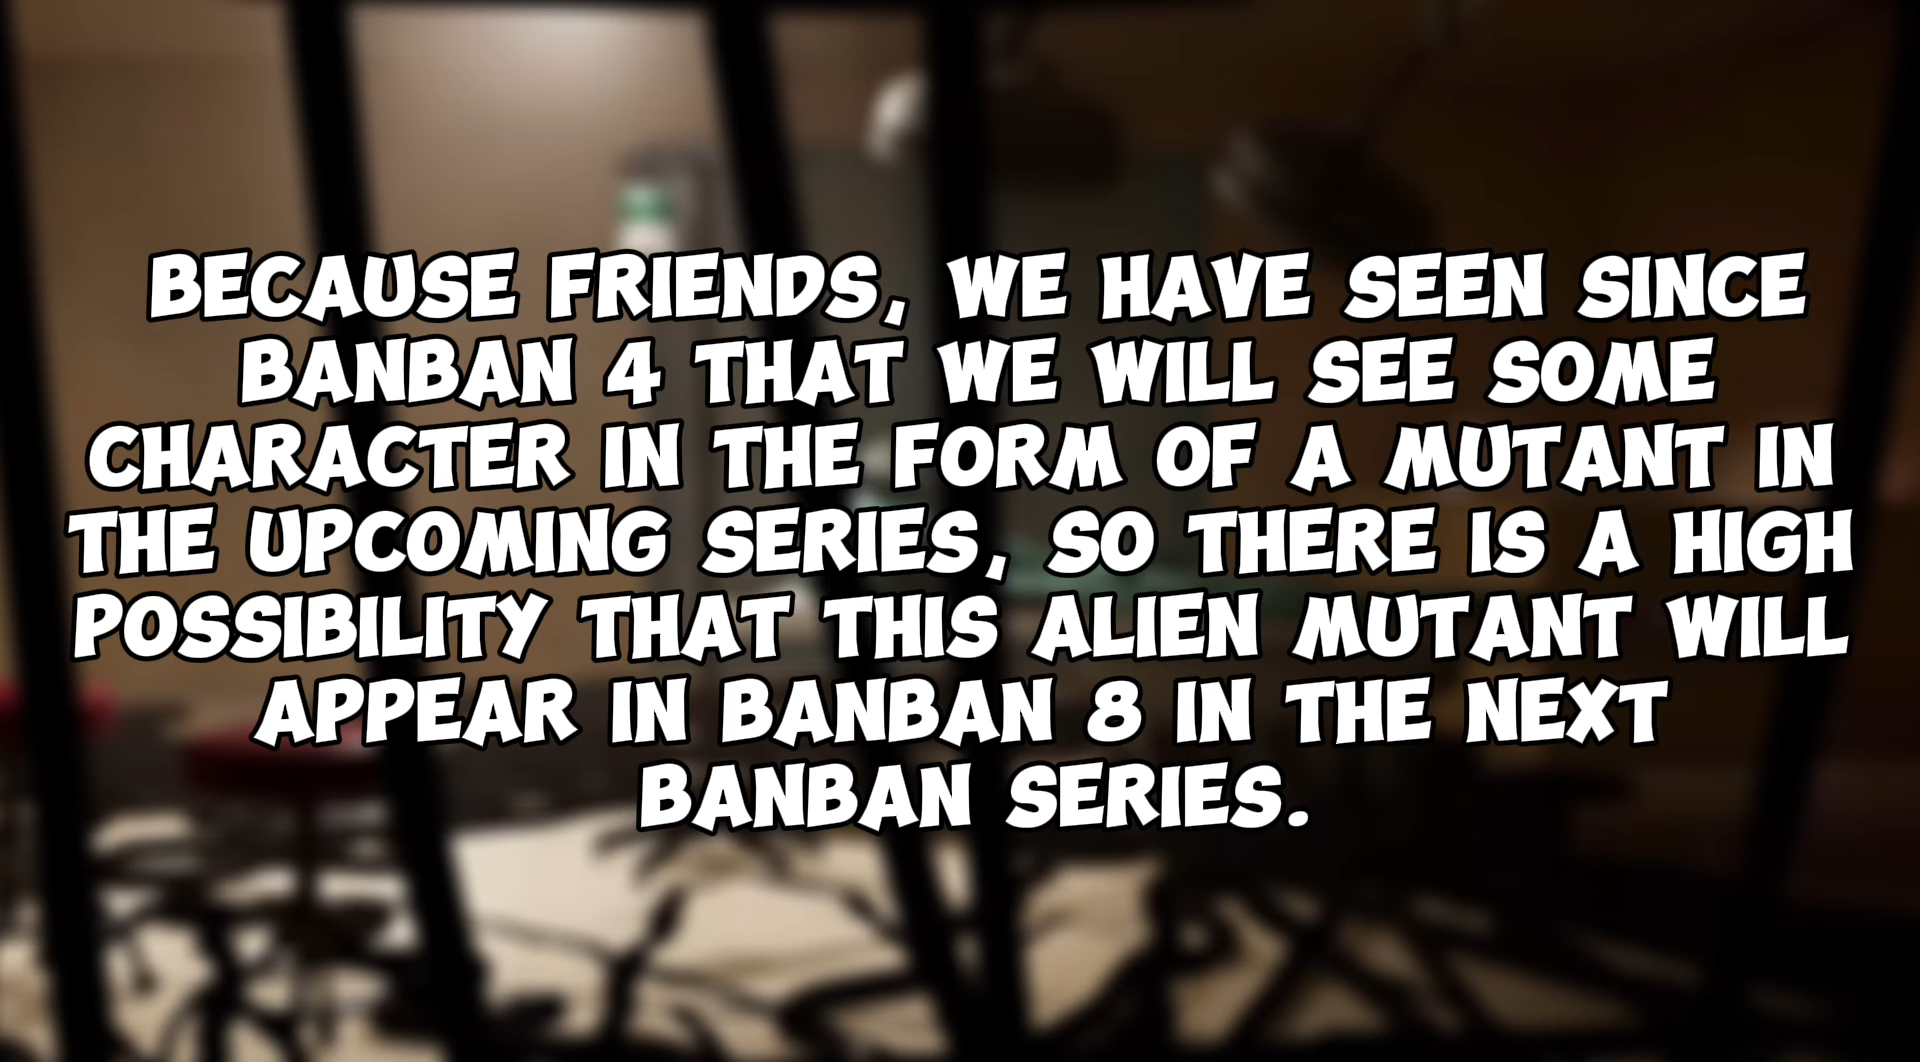 BECAUSE FRIENDS, WE HAVE SEEN SINCE
BANBAN 4 THAT WE WILL SEE SOME
CHARACTER IN THE FORM OF A MUTANT IN
THE UPCOMING SERIES, SO THERE IS A HIGH
POSSIBILITY THAT THIS ALIEN MUTANT WILL
APPEAR IN BANBAN 8 IN THE NEXT
BANBAN SERIES.